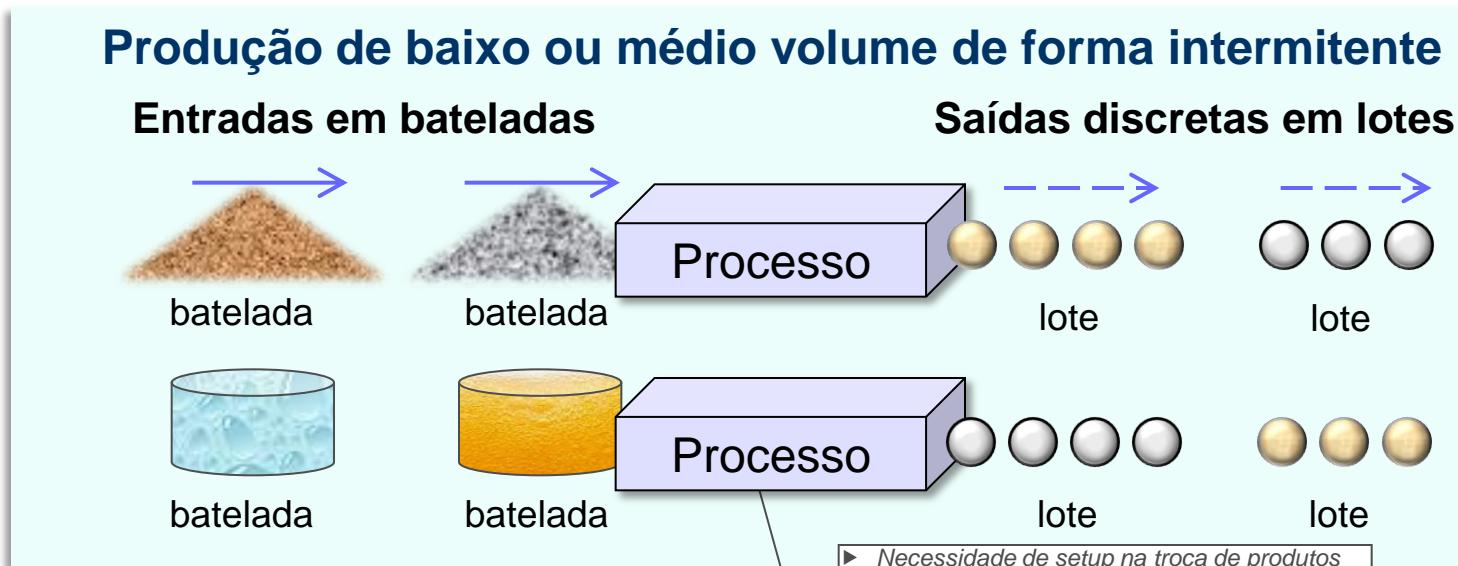 Produção de baixo ou médio volume de forma intermitente
Entradas em bateladas
Saídas discretas em lotes
Processo
batelada
batelada
lote
lote
Processo
batelada
batelada
lote
lote
► Necessidade de setup na troca de produtos